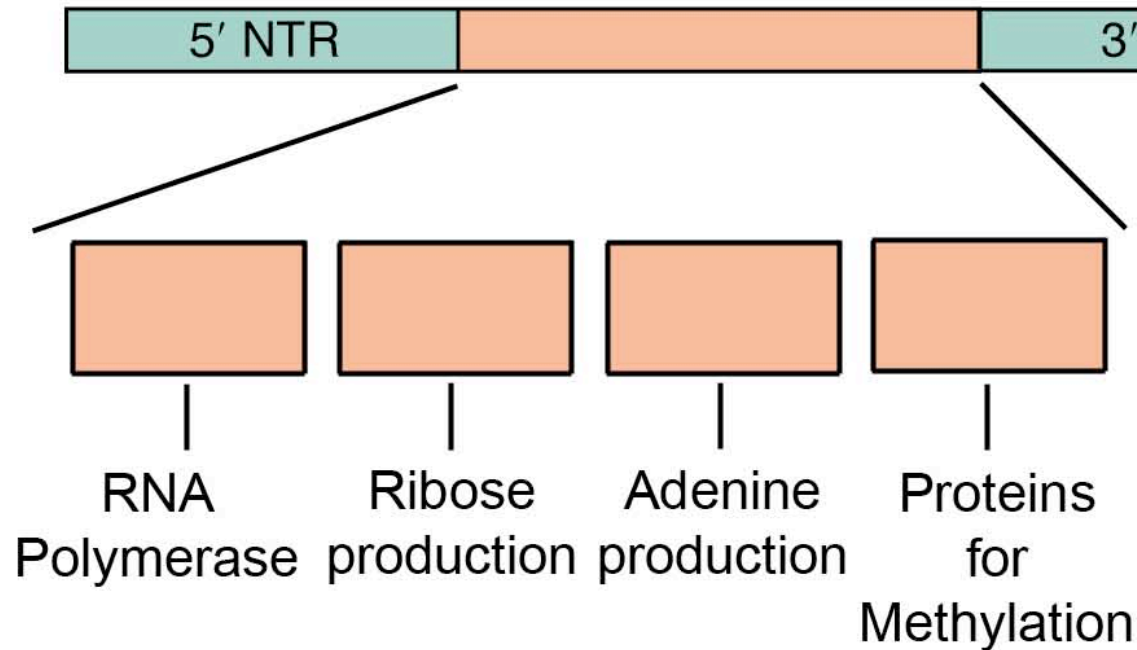 5′ NTR
3′
RNA
Polymerase
Ribose
production
Adenine
production
Proteins
for
Methylation